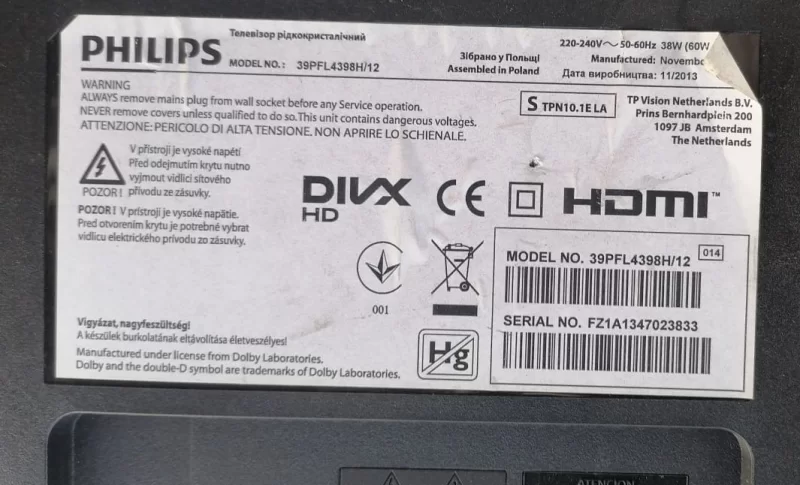 Телевізор рідкокристалічний
PHILIPS
MODEL NO.: 39PFL4398H/12
Зібрано у Польщі
Assembled in Poland
220-240V~ 50-60Hz 38W (60W
Manufactured:
Дата виробництва: 11/2013
WARNING
ALWAYS remove mains plug from wall socket before any Service operation.
NEVER remove covers unless qualified to do so. This unit contains dangerous voltages.
ATTENZIONE: PERICOLO DI ALTA TENSIONE, NON APRIRE LO SCHIENALE.
S TPN10.1E LA
TP Vision Netherlands B.V.
Prins Bernhardplein 200
1097 JB Amsterdam
The Netherlands
V přístroji je vysoké napětí
Před odejmutím krytu nutno
vyjmout vidlici síťového
POZOR! přívodu ze zásuvky.
POZOR! V prístroji je vysoké napätie.
Pred otvorením krytu je potrebné vybrat
vidlicu elektrického prívodu zo zásuvky.
DIVX
HD
CE
HDMI™
001
MODEL NO. 39PFL4398H/12
014
SERIAL NO. FZ1A1347023833
Vigyázat, nagyfeszültség!
A készülek burkolatának eltávolítása életveszélyes!
Manufactured under license from Dolby Laboratories.
Dolby and the double-D symbol are trademarks of Dolby Laboratories.
Hg
ATENCION